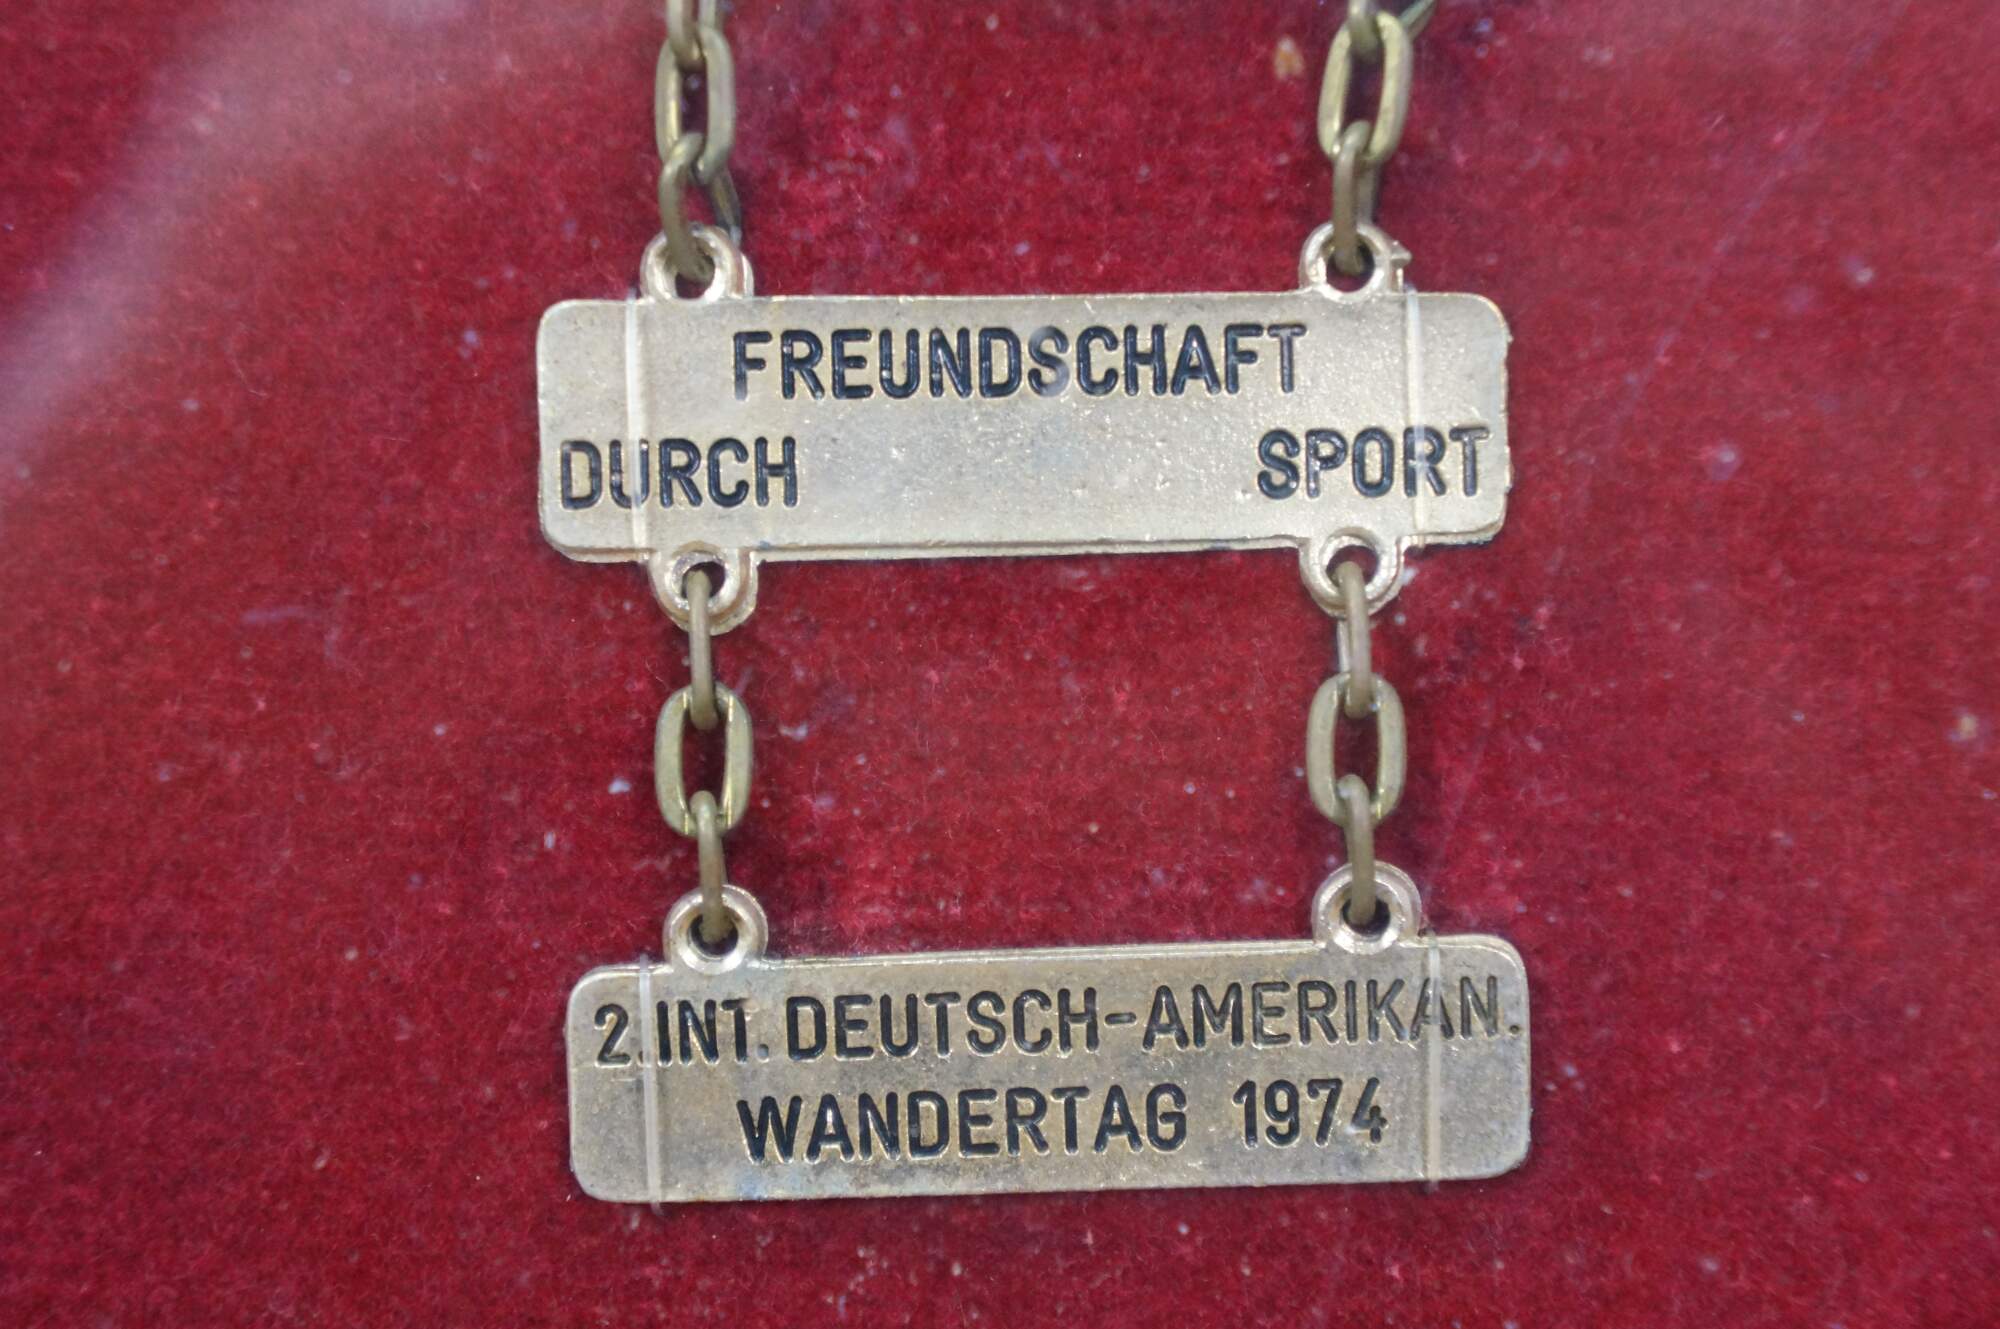 FREUNDSCHAFT
DURCH SPORT
2. INT. DEUTSCH-AMERIKAN.
WANDERTAG 1974